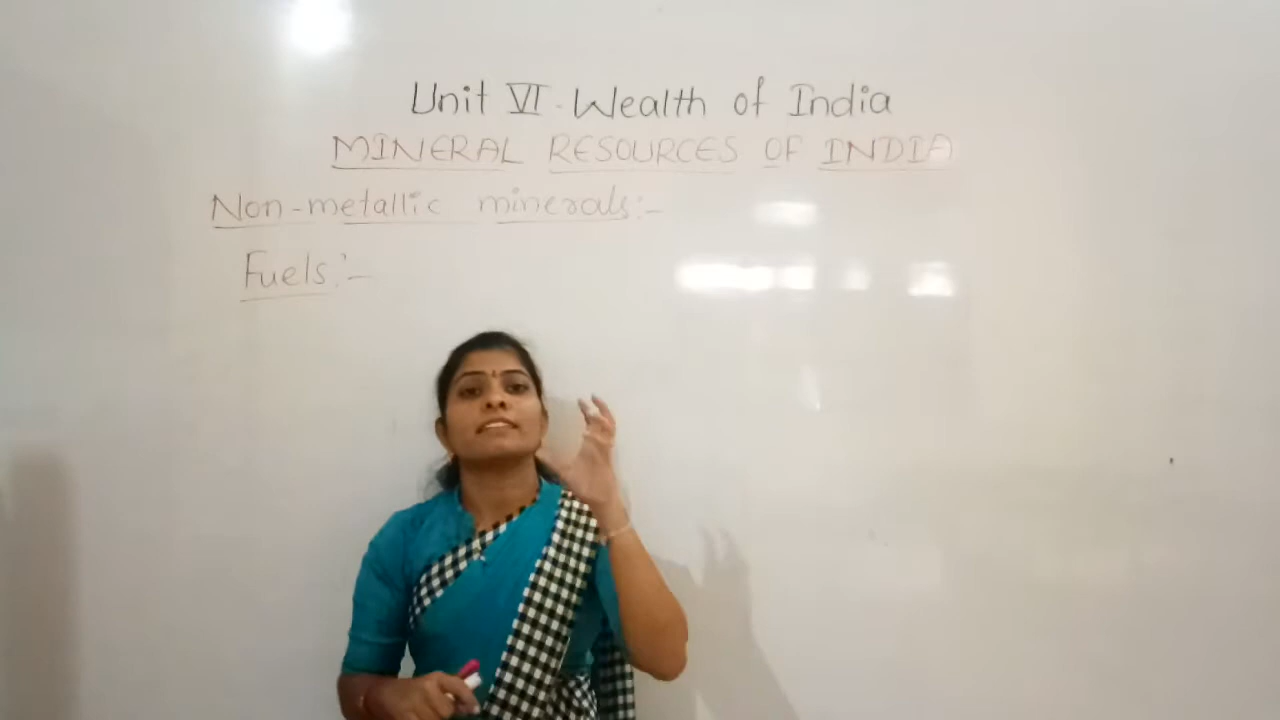 Unit VI - Wealth of India
MINERAL RESOURCES OF INDIA
Non-metallic minerals:-
Fuels:-